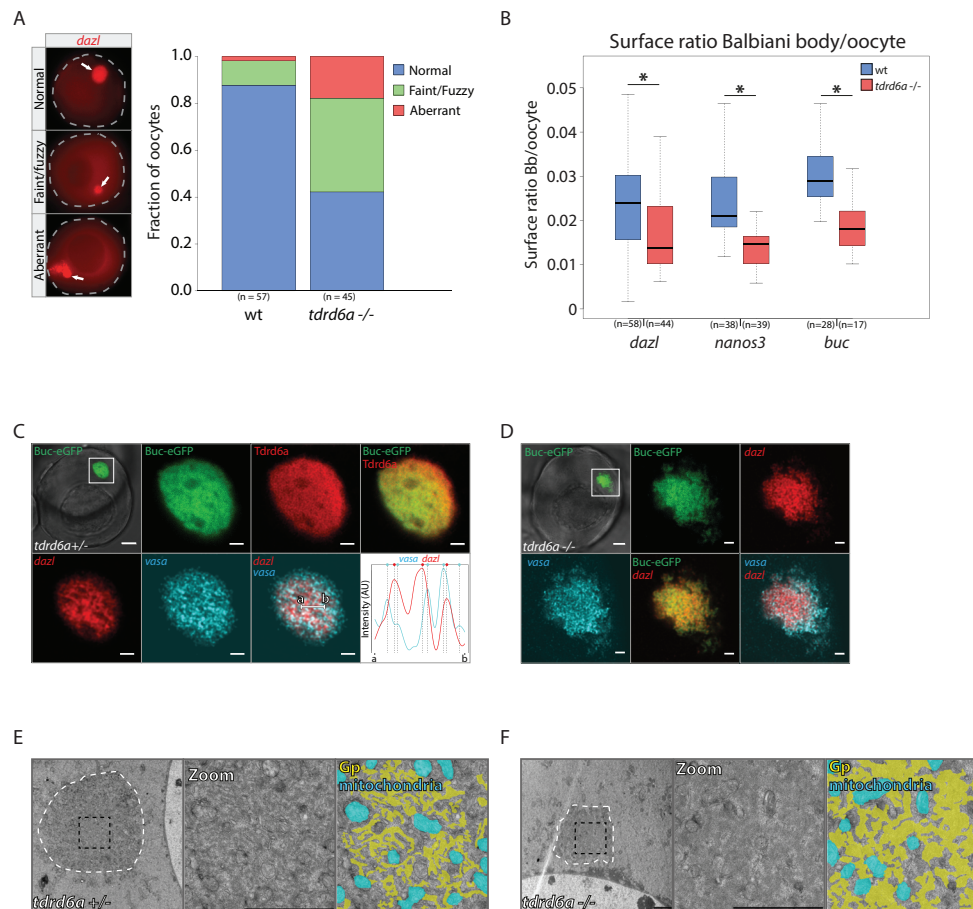 A
dazl
Normal
Faint/fuzzy
Aberrant
Fraction of oocytes
1.0
0.8
0.6
0.4
0.2
0.0
Normal
Faint/Fuzzy
Aberrant
(n = 57)
(n = 45)
wt
tdrd6a -/-
B
Surface ratio Balbiani body/oocyte
wt
tdrd6a -/-
Surface ratio Bb/oocyte
0.05
0.04
0.03
0.02
0.01
0
*
*
*
(n=58) (n=44)
(n=38) (n=39)
(n=28) (n=17)
dazl
nanos3
buc
C
Buc-eGFP
tdrd6a+/-
Buc-eGFP
Tdrd6a
Buc-eGFP
Tdrd6a
dazl
vasa
dazl
vasa
a
b
vasa dazl
Intensity (AU)
a
b
D
Buc-eGFP
tdrd6a -/-
Buc-eGFP
dazl
vasa
Buc-eGFP
dazl
vasa
dazl
E
tdrd6a +/-
Zoom
Gp
mitochondria
F
tdrd6a -/-
Zoom
Gp
mitochondria